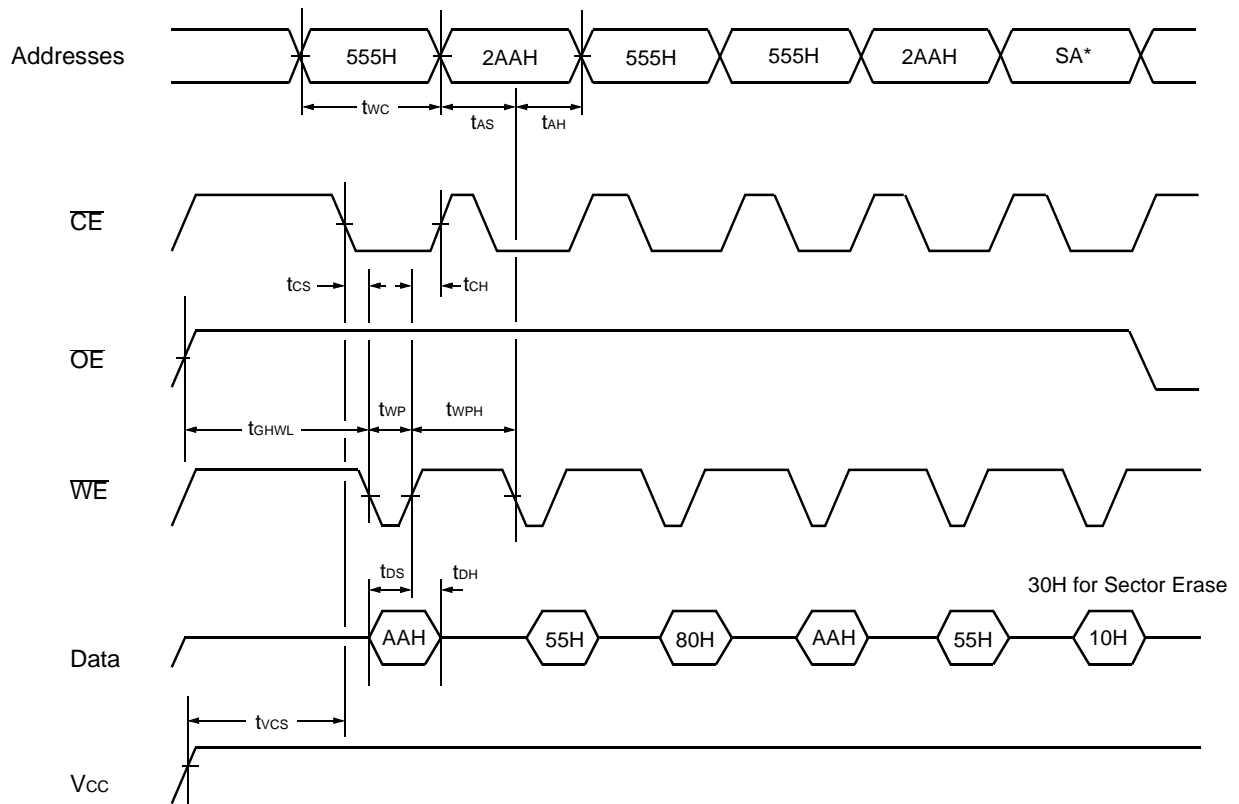 Addresses
555H 2AAH 555H 555H 2AAH SA*
tWC tAS tAH
CE
tCS tCH
OE
tWP tWPH
tGHWL
WE
tDS tDH
30H for Sector Erase
Data
AAH 55H 80H AAH 55H 10H
tVCS
VCC